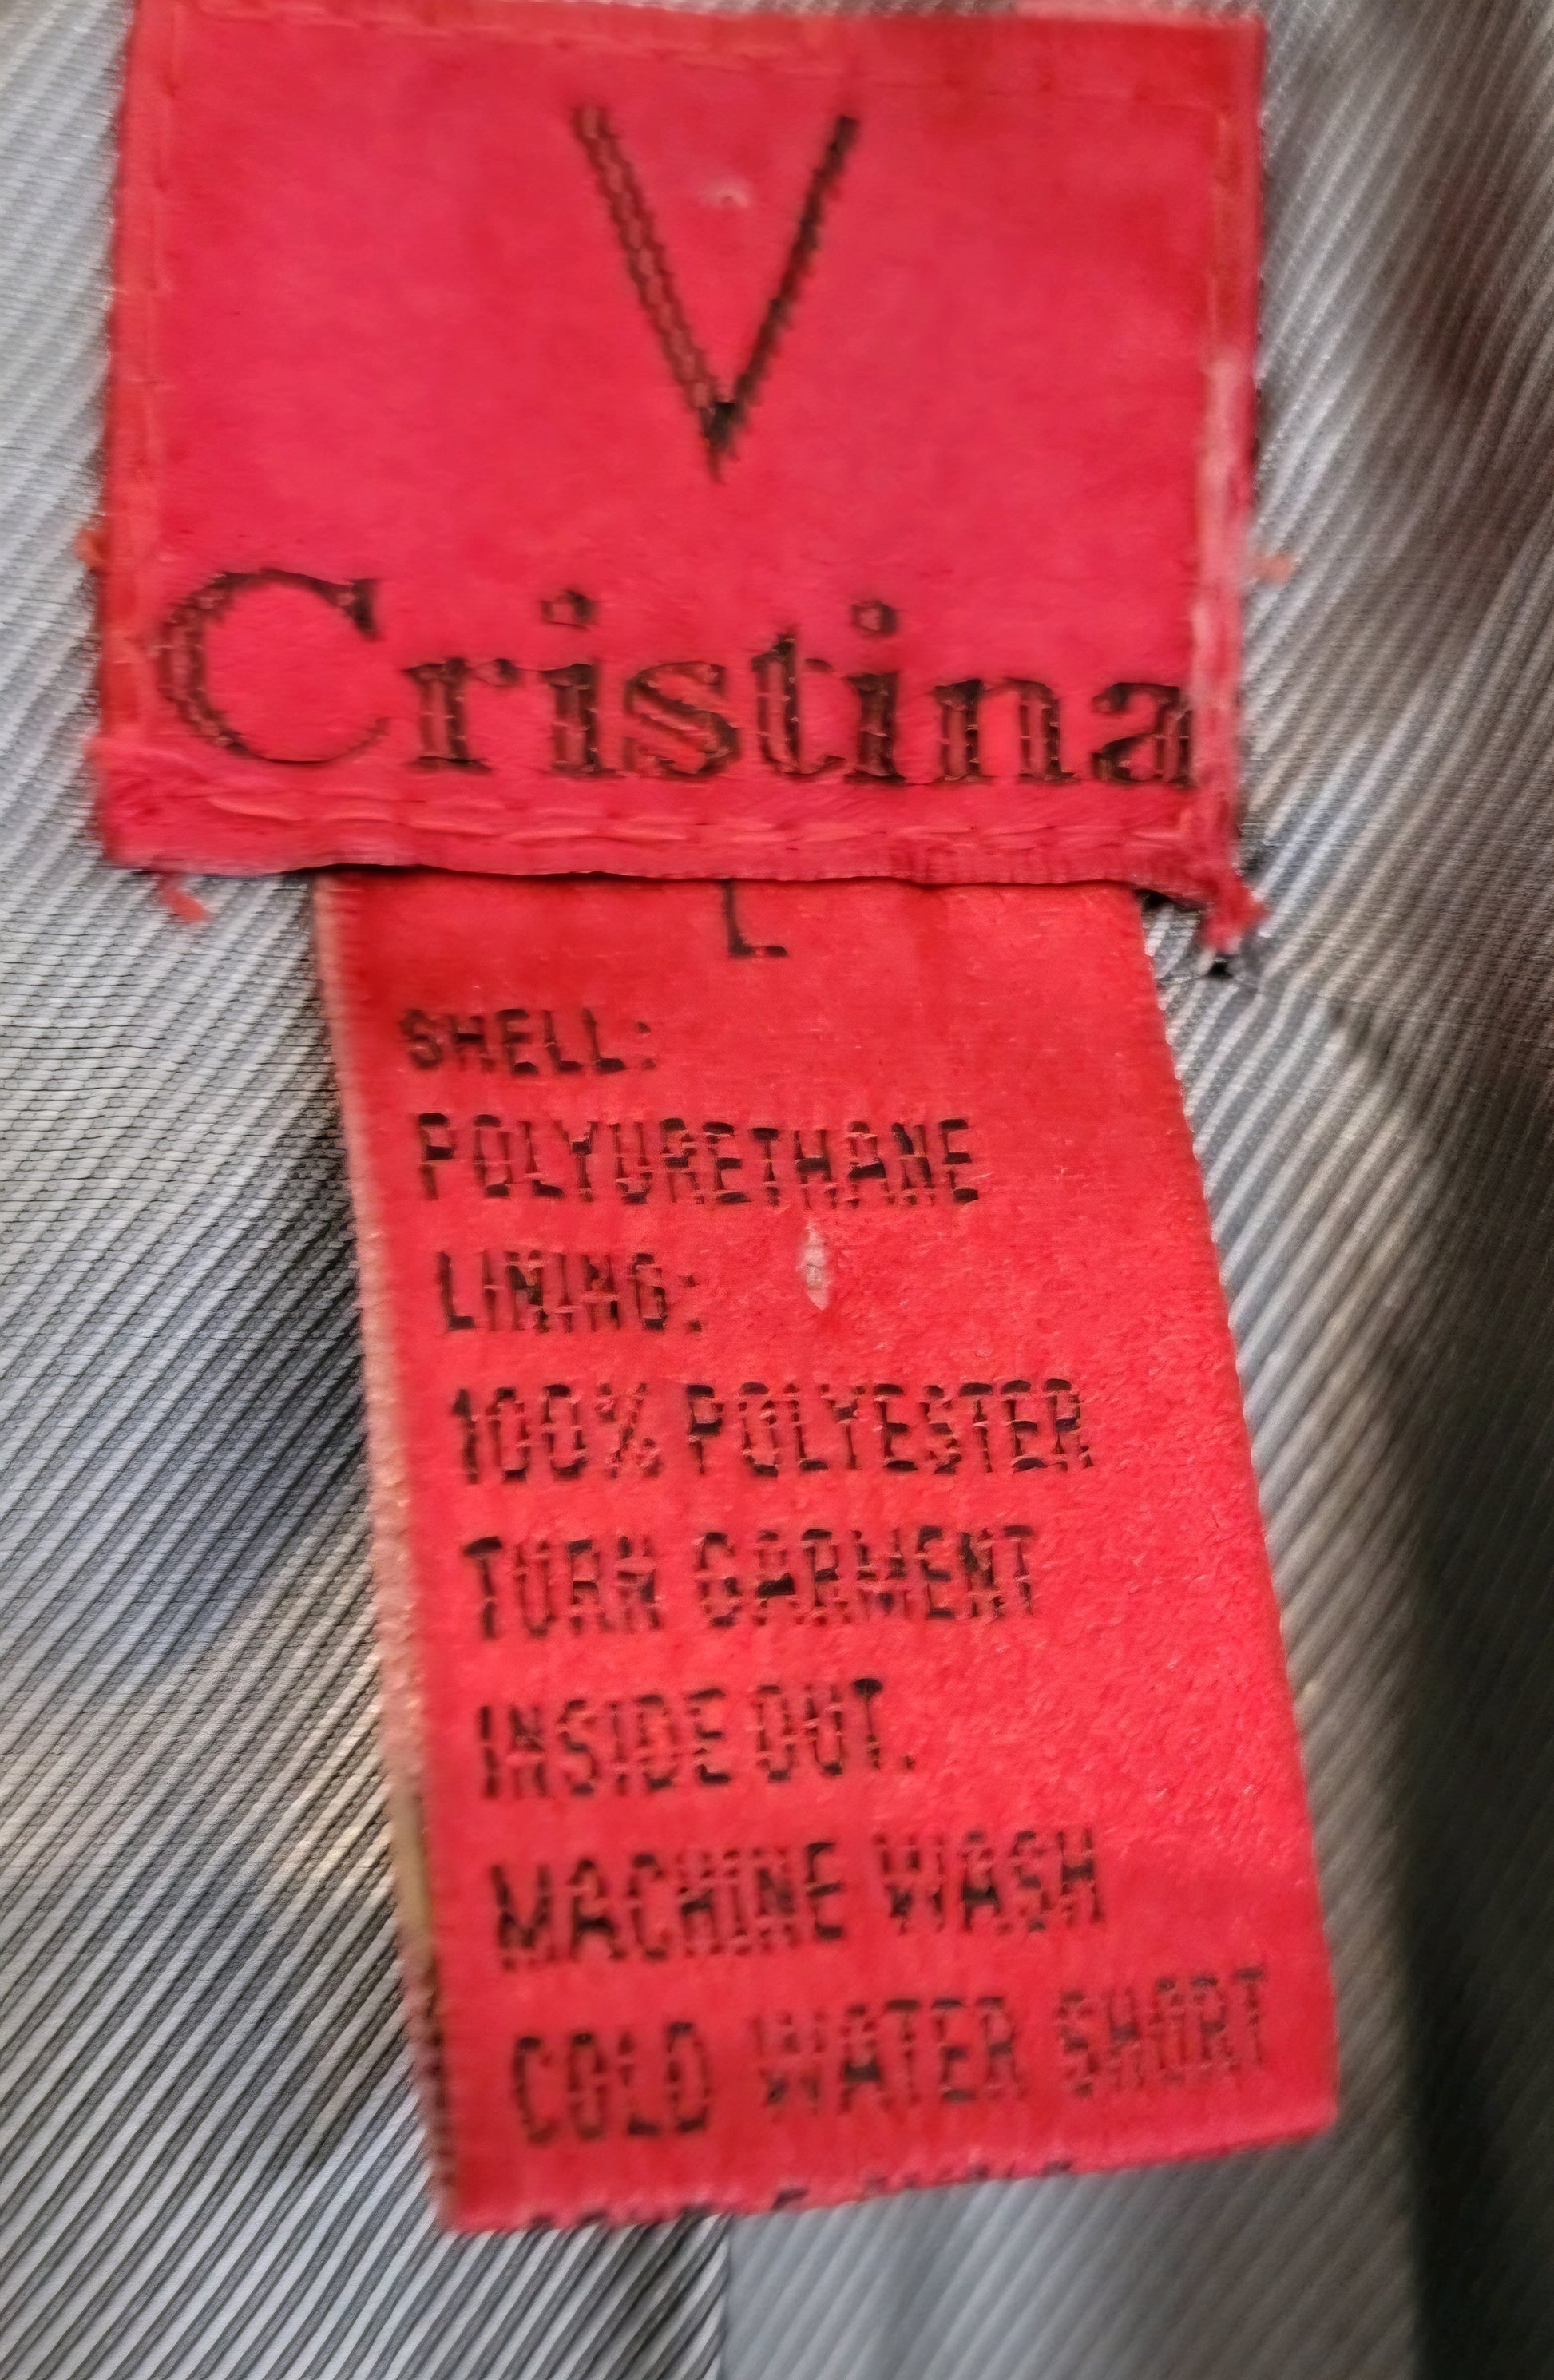 V
Cristina
L
SHELL:
POLYURETHANE
LINING:
100% POLYESTER
TURN GARMENT
INSIDE OUT.
MACHINE WASH
COLD WATER SHORT